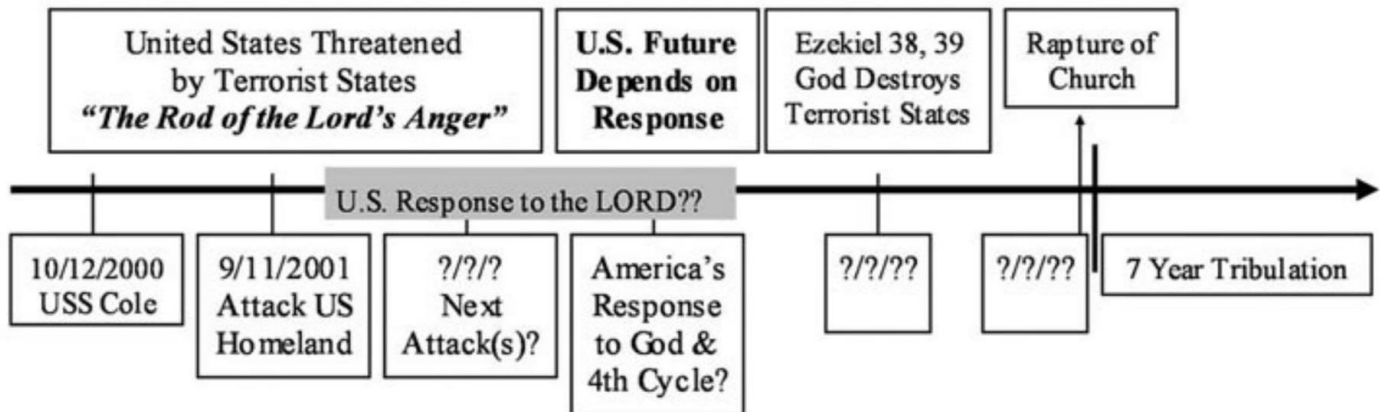 United States Threatened
by Terrorist States
“The Rod of the Lord’s Anger”
U.S. Future
Depends on
Response
Ezekiel 38, 39
God Destroys
Terrorist States
Rapture of
Church
U.S. Response to the LORD??
10/12/2000
USS Cole
9/11/2001
Attack US
Homeland
?/?/?
Next
Attack(s)?
America’s
Response
to God &
4th Cycle?
?/?/??
?/?/??
7 Year Tribulation